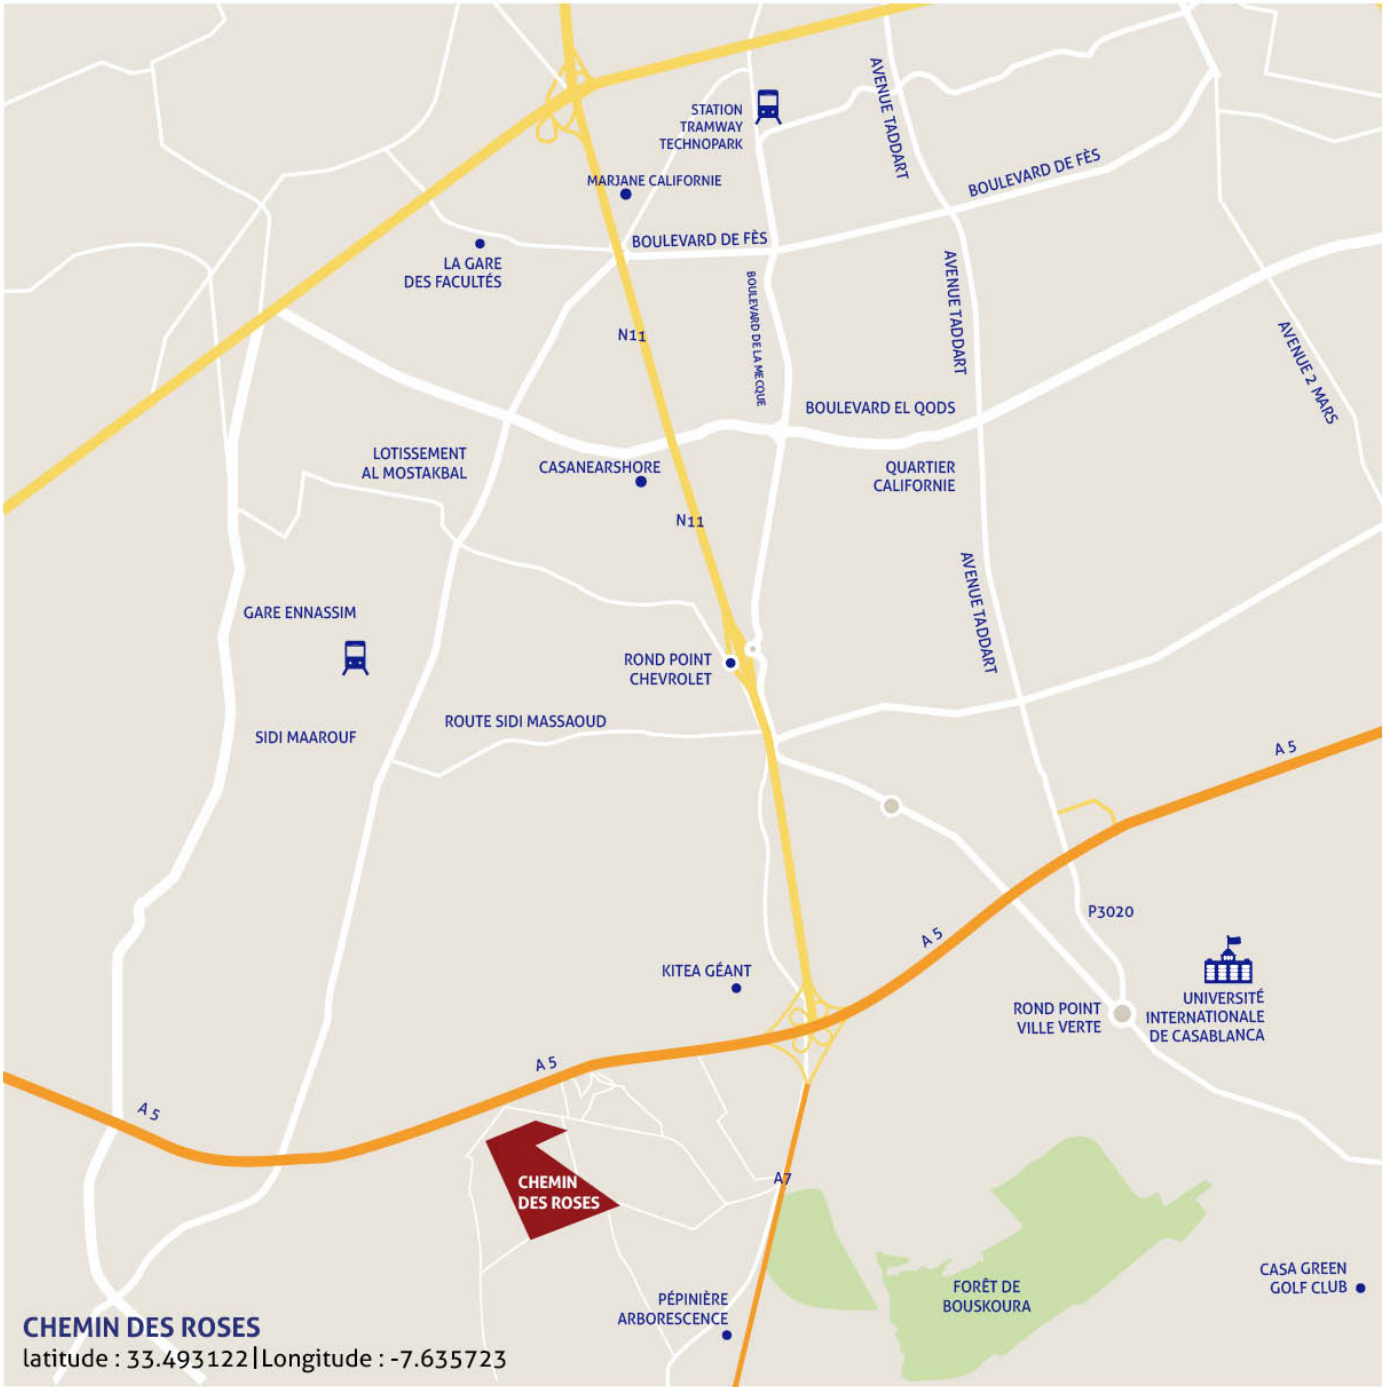 STATION
TRAMWAY
TECHNOPARK
AVENUE TADDART
MARJANE CALIFORNIE
BOULEVARD DE FÈS
BOULEVARD DE FÈS
LA GARE
DES FACULTÉS
N11
BOULEVARD DE LA MECQUE
AVENUE TADDART
AVENUE 2 MARS
BOULEVARD EL QODS
LOTISSEMENT
AL MOSTAKBAL
CASANEARSHORE
QUARTIER
CALIFORNIE
N11
AVENUE TADDART
GARE ENNASSIM
ROND POINT
CHEVROLET
ROUTE SIDI MASSAOUD
SIDI MAAROUF
A 5
P3020
A 5
KITEA GÉANT
UNIVERSITÉ
INTERNATIONALE
DE CASABLANCA
ROND POINT
VILLE VERTE
A 5
A 5
CHEMIN
DES ROSES
A7
CASA GREEN
GOLF CLUB
FORÊT DE
BOUSKOURA
PÉPINIÈRE
ARBORESCENCE
CHEMIN DES ROSES
latitude : 33.493122|Longitude : -7.635723